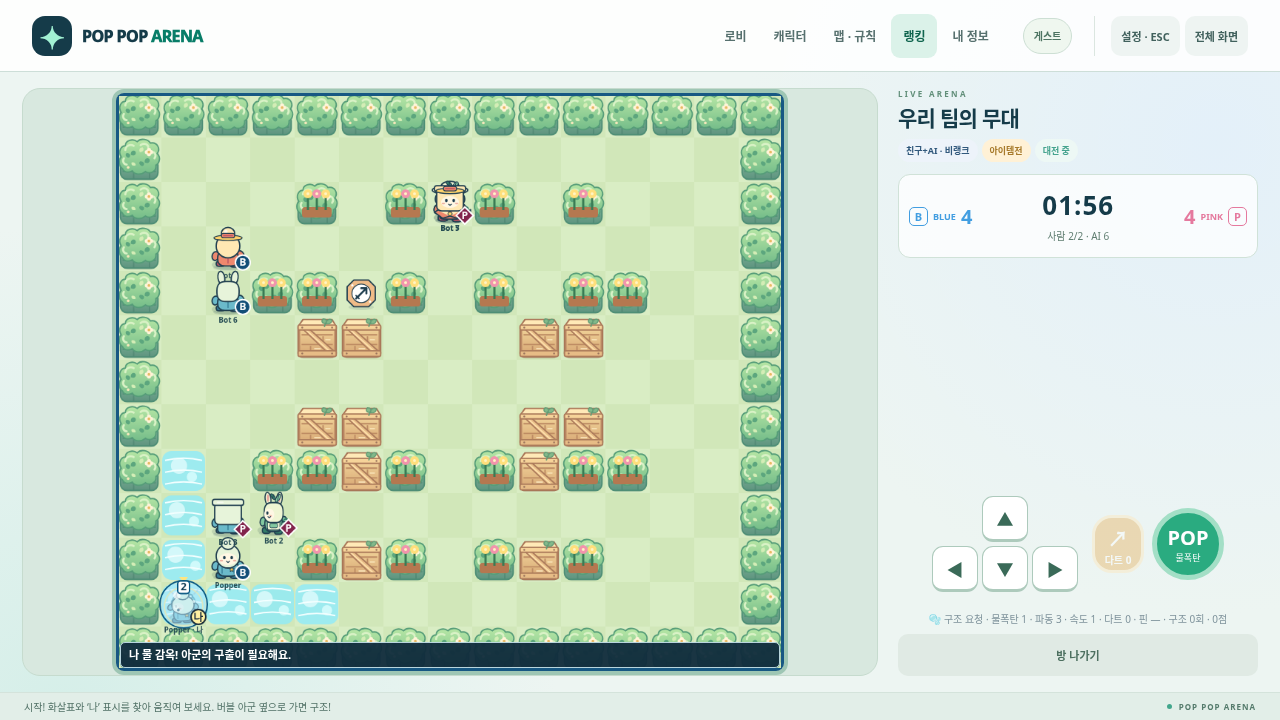 POP POP ARENA
로비
캐릭터
맵 · 규칙
랭킹
내 정보
게스트
설정 · ESC
전체 화면
LIVE ARENA
우리 팀의 무대
친구+AI · 비랭크
아이템전
대전 중
B BLUE 4
01:56
4 PINK P
사람 2/2 · AI 6
P
B
B
Bot 6
P
P
Bot 2
B
Popper
2
나
Popper · 나
나 물 감옥! 아군의 구출이 필요해요.
다트 0
POP
물폭탄
구조 요청 · 물폭탄 1 · 파동 3 · 속도 1 · 다트 0 · 핀 — · 구조 0회 · 0점
방 나가기
시작! 화살표와 ‘나’ 표시를 찾아 움직여 보세요. 버블 아군 옆으로 가면 구조!
POP POP ARENA